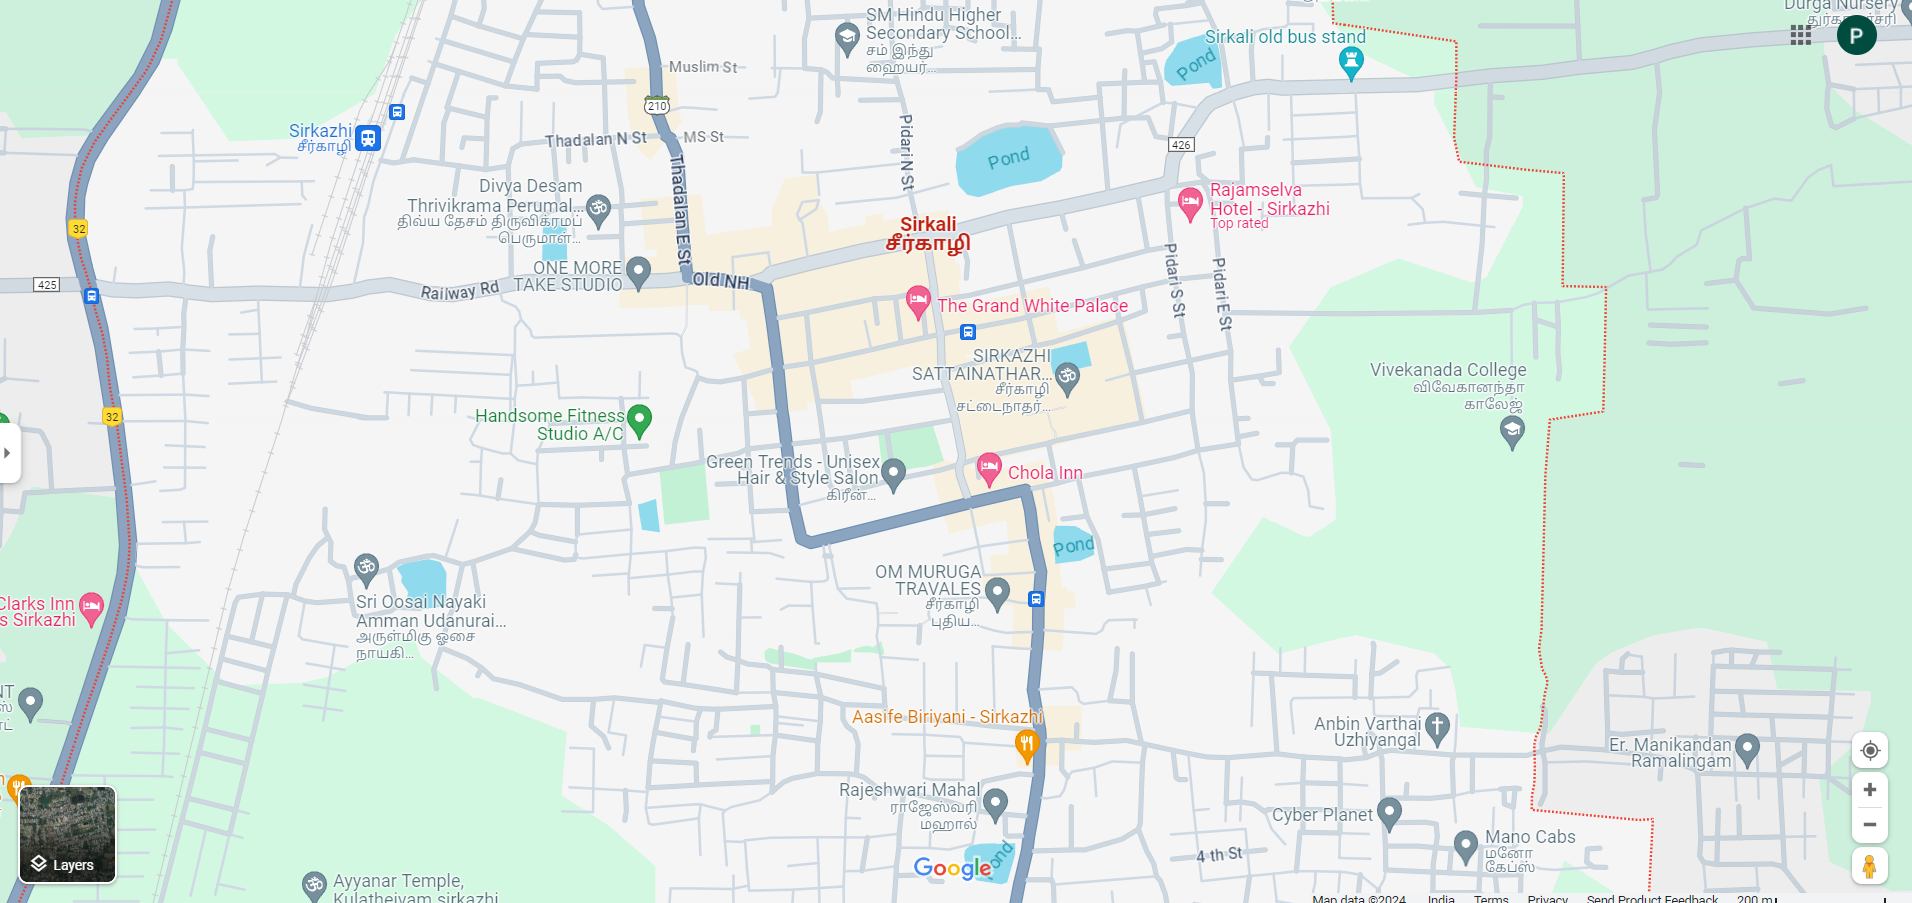 SM Hindu Higher
Secondary School...
சம் இந்து
ஹையர்...
Durga Nursery
Sirkali old bus stand
P
Pond
Muslim St
210
MS St
Thadalan N St
Sirkazhi
சீர்காழி
Pidari N St
Pond
426
Thadalan E St
Divya Desam
Thrivikrama Perumal...
திவ்ய தேசம் திருவிக்ரமப்
பெருமாள்...
Rajamselva
Hotel - Sirkazhi
Top rated
Sirkali
சீர்காழி
32
ONE MORE
TAKE STUDIO
425
Railway Rd
Old NH
Pidari S St
Pidari E St
The Grand White Palace
SIRKAZHI
SATTAINATHAR...
சீர்காழி
சட்டைநாதர்...
Vivekanada College
விவேகானந்தா
காலேஜ்
32
Handsome Fitness
Studio A/C
Green Trends - Unisex
Hair & Style Salon
கிரீன்...
Chola Inn
Pond
OM MURUGA
TRAVALES
சீர்காழி
புதிய...
Sri Oosai Nayaki
Amman Udanurai...
அருள்மிகு ஓசை
நாயகி...
Clarks Inn
s Sirkazhi
NT
Aasife Biriyani - Sirkazhi
Anbin Varthai
Uzhiyangal
Er. Manikandan
Ramalingam
Rajeshwari Mahal
ராஜேஸ்வரி
மஹால்
Cyber Planet
Mano Cabs
மனோ
கேப்ஸ்
4 th St
Pond
Google
Layers
Ayyanar Temple,
Kulatheivam sirkazhi
Map data ©2024 India Terms Privacy Send Product Feedback 200 m